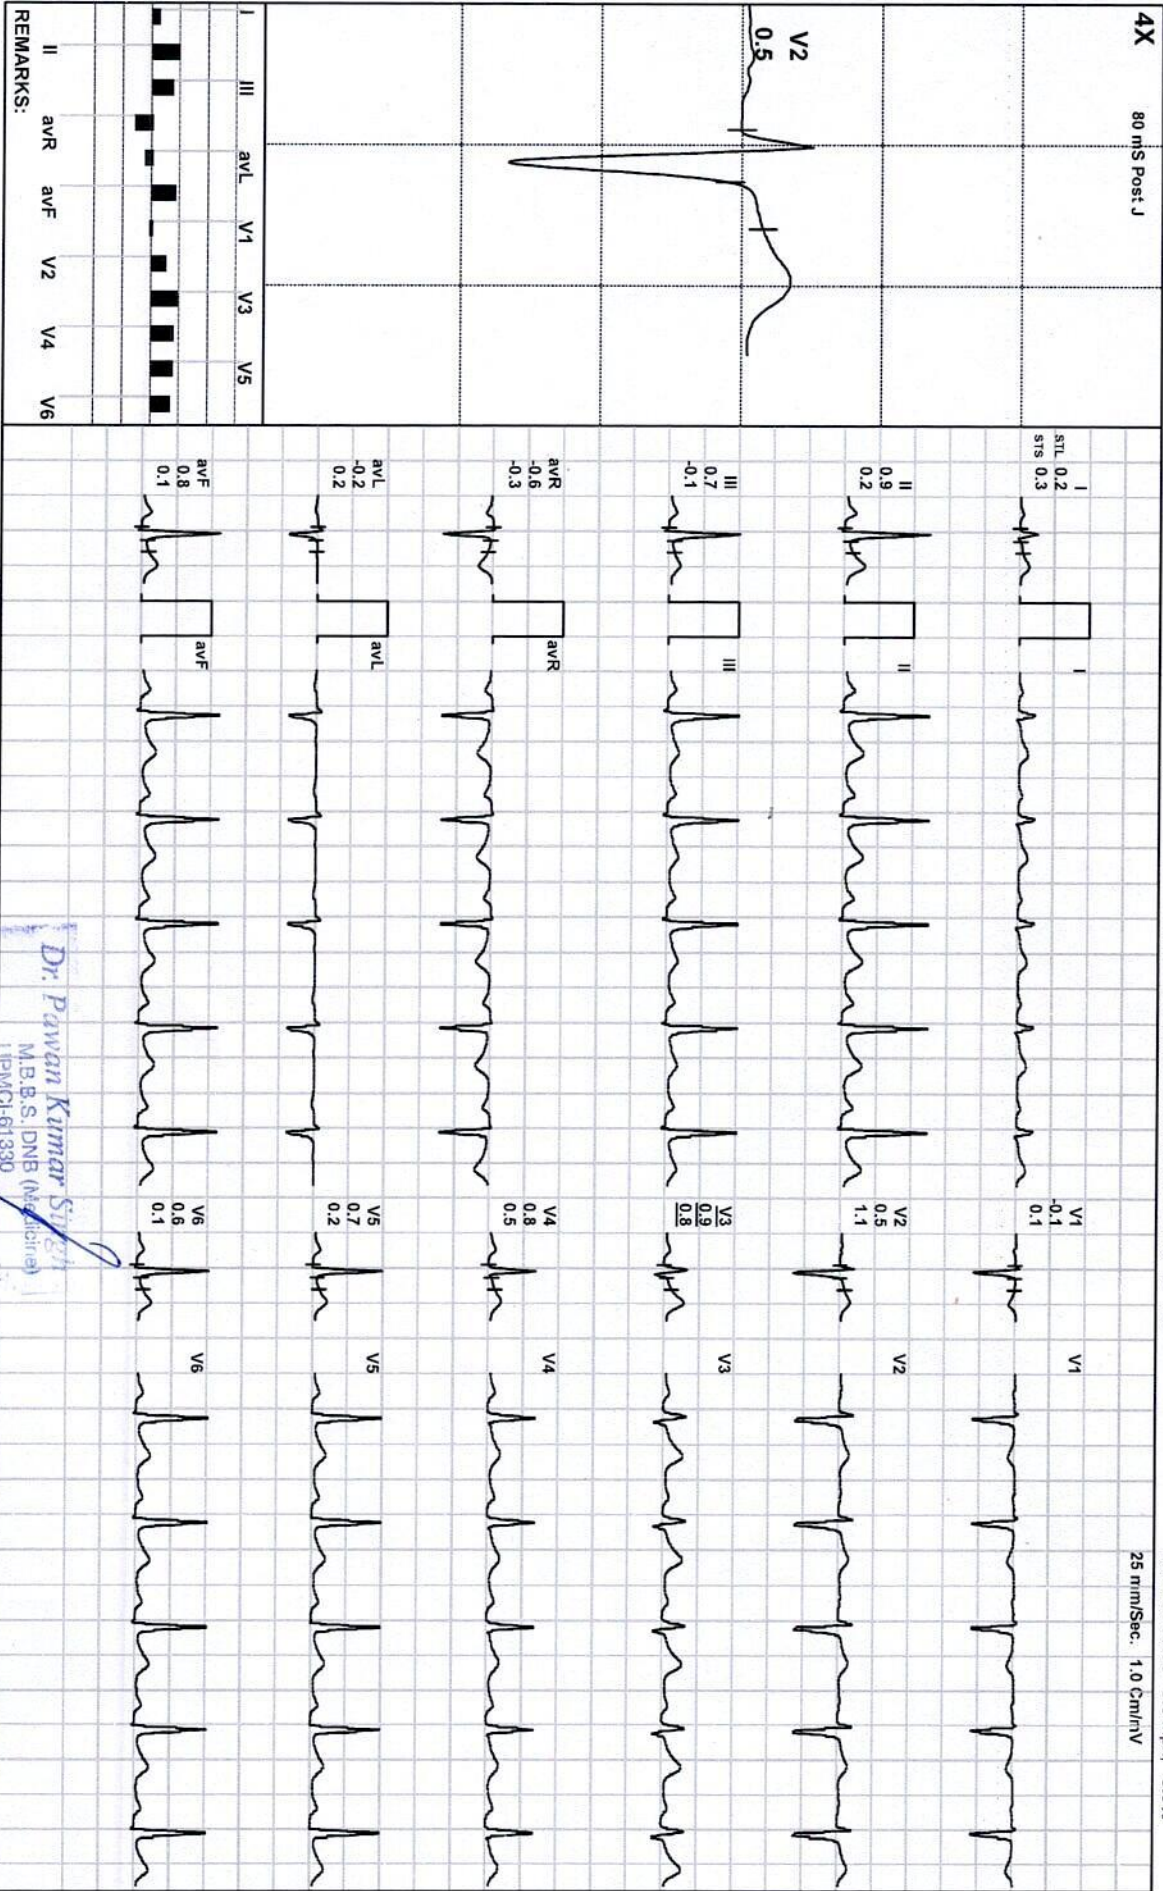 4X
80 mS Post J
25 mm/Sec. 1.0 Cm/mV
V2
0.5
I
STL 0.2
STS 0.3
I
V1
-0.1
0.1
V1
II
0.9
0.2
II
V2
0.5
1.1
V2
III
0.7
-0.1
III
V3
0.9
0.8
V3
avR
-0.6
-0.3
avR
V4
0.8
0.5
V4
avL
-0.2
0.2
avL
V5
0.7
0.2
V5
avF
0.8
0.1
avF
V6
0.6
0.1
V6
I III avL V1 V3 V5
II avR avF V2 V4 V6
REMARKS:
Dr. Pawan Kumar Singh
M.B.B.S. DNB (Medicine)
UPMCI-61330